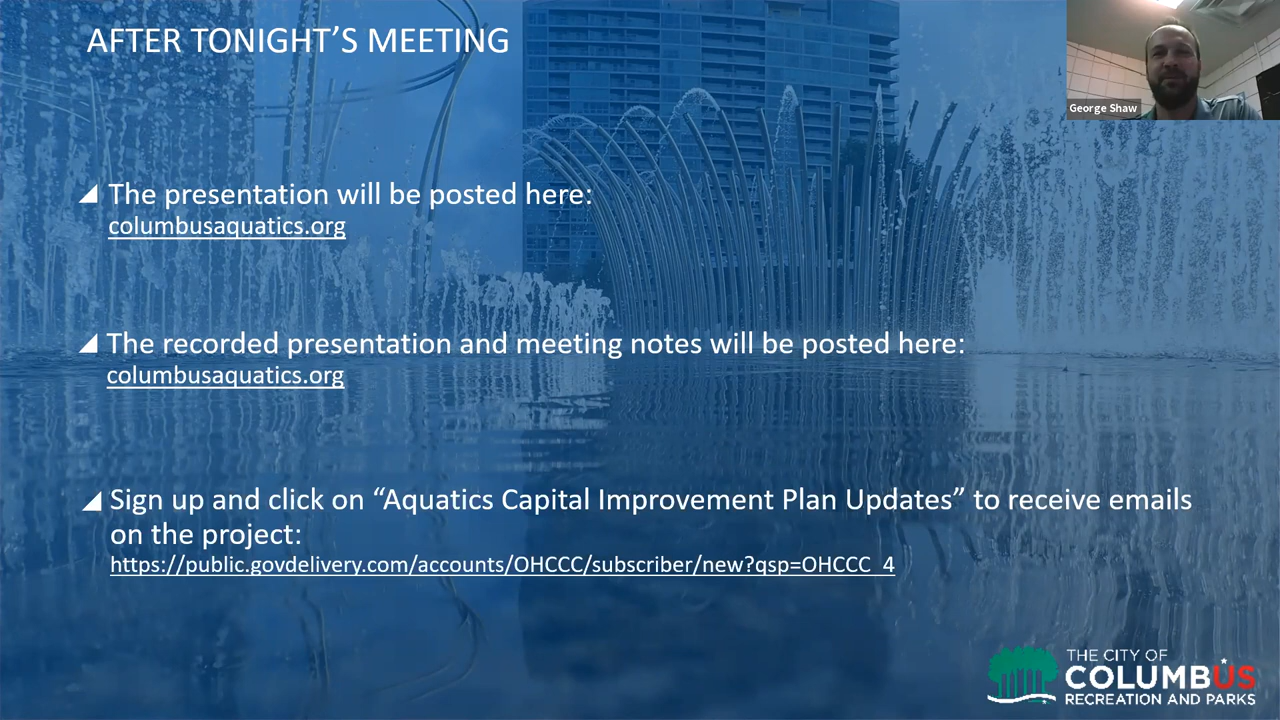 AFTER TONIGHT’S MEETING
George Shaw
The presentation will be posted here:
columbusaquatics.org
The recorded presentation and meeting notes will be posted here:
columbusaquatics.org
Sign up and click on “Aquatics Capital Improvement Plan Updates” to receive emails
on the project:
https://public.govdelivery.com/accounts/OHCCC/subscriber/new?qsp=OHCCC_4
THE CITY OF
COLUMBUS
RECREATION AND PARKS